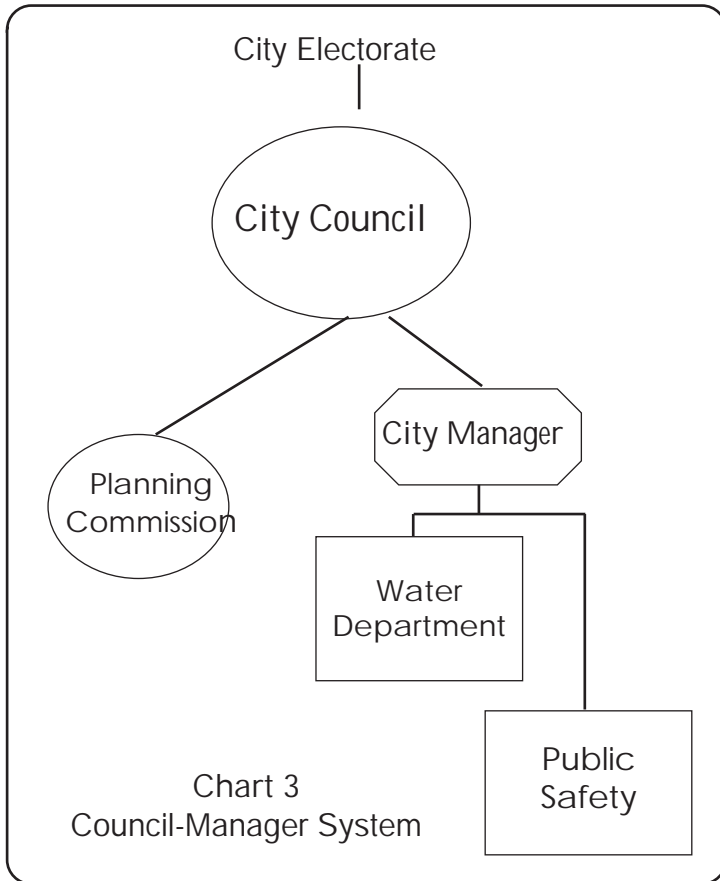 City Electorate
City Council
City Manager
Planning
Commission
Water
Department
Public
Safety
Chart 3
Council-Manager System